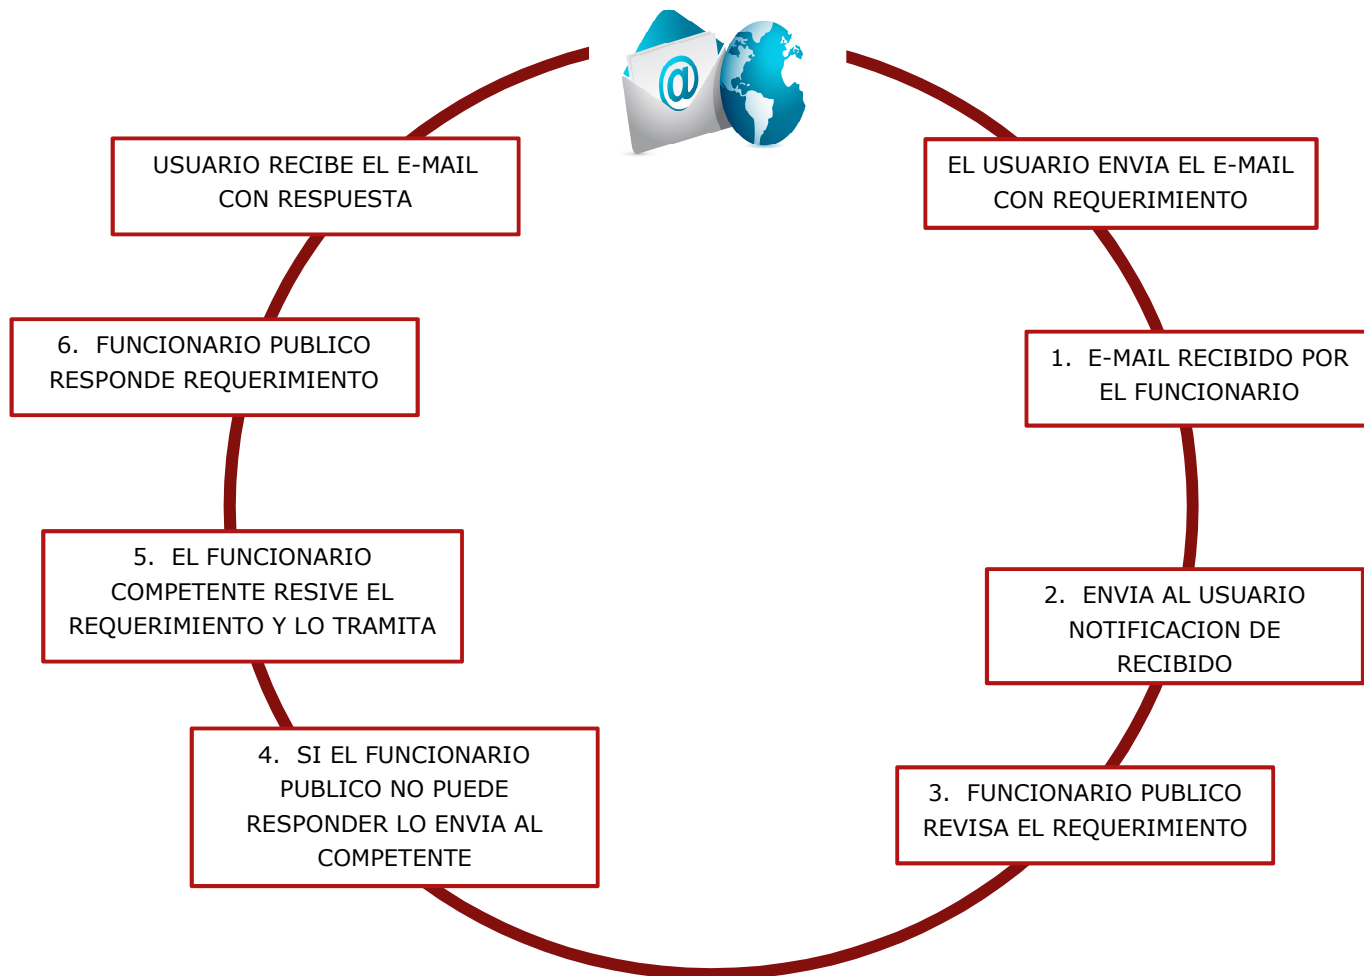 @
EL USUARIO ENVIA EL E-MAIL
CON REQUERIMIENTO
1. E-MAIL RECIBIDO POR
EL FUNCIONARIO
2. ENVIA AL USUARIO
NOTIFICACION DE
RECIBIDO
3. FUNCIONARIO PUBLICO
REVISA EL REQUERIMIENTO
4. SI EL FUNCIONARIO
PUBLICO NO PUEDE
RESPONDER LO ENVIA AL
COMPETENTE
5. EL FUNCIONARIO
COMPETENTE RESIVE EL
REQUERIMIENTO Y LO TRAMITA
6. FUNCIONARIO PUBLICO
RESPONDE REQUERIMIENTO
USUARIO RECIBE EL E-MAIL
CON RESPUESTA